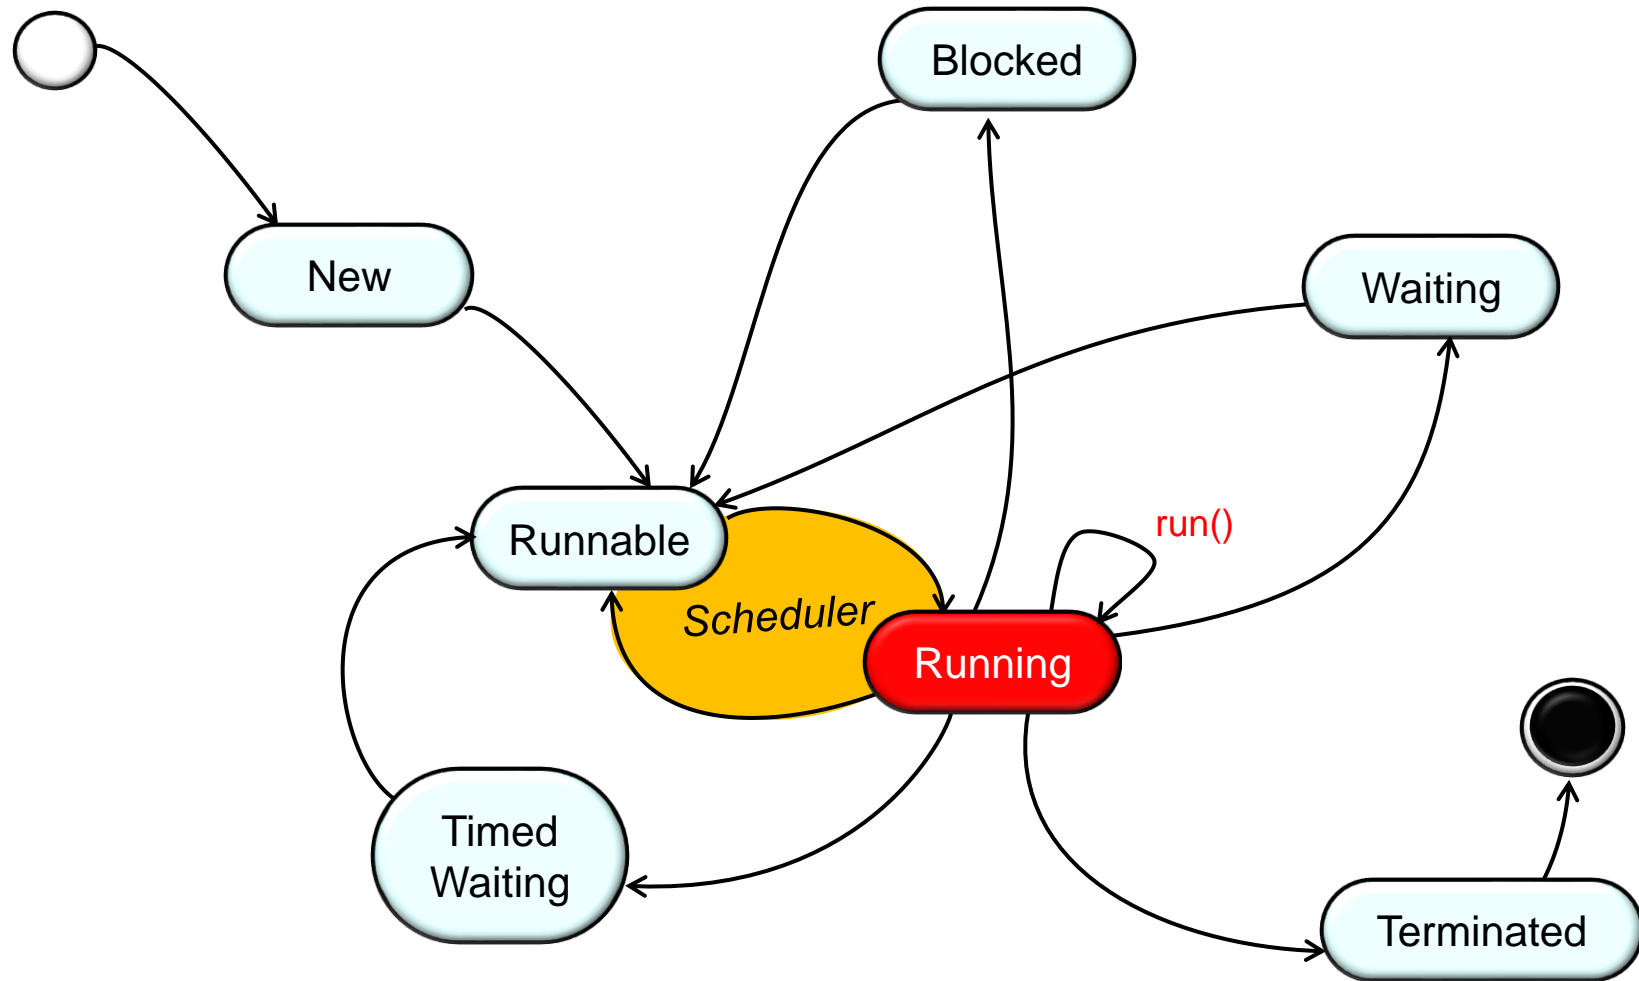 Blocked
New
Waiting
Runnable
run()
Scheduler
Running
Timed
Waiting
Terminated